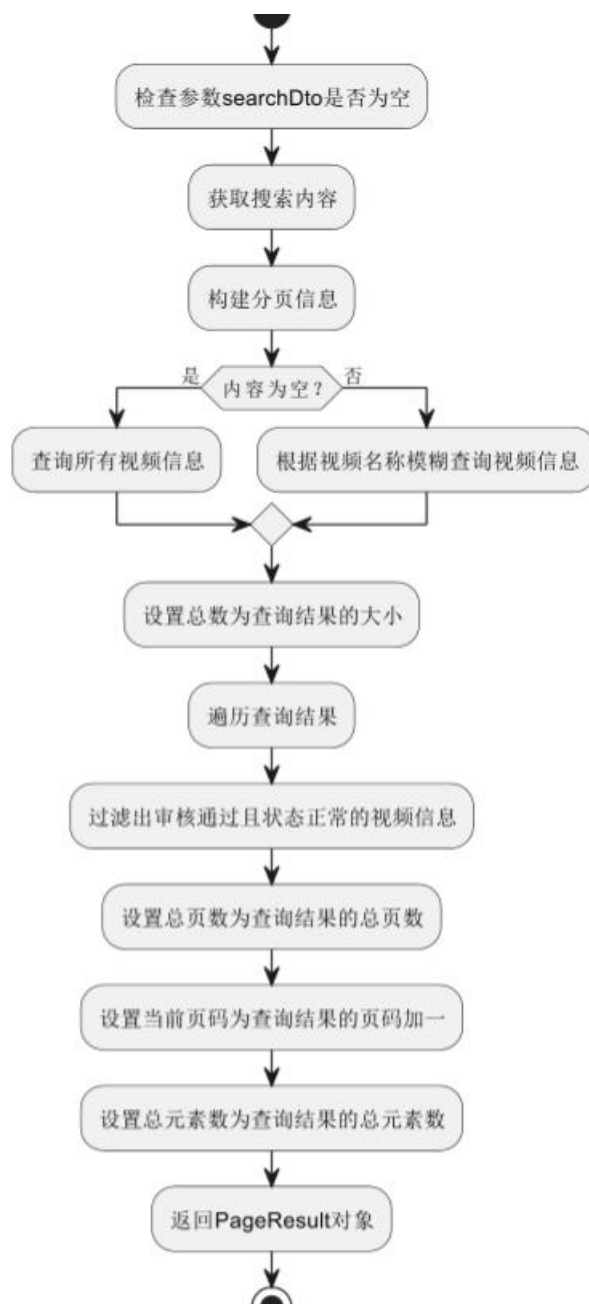 检查参数searchDto是否为空
获取搜索内容
构建分页信息
是
内容为空？
否
查询所有视频信息
根据视频名称模糊查询视频信息
设置总数为查询结果的大小
遍历查询结果
过滤出审核通过且状态正常的视频信息
设置总页数为查询结果的总页数
设置当前页码为查询结果的页码加一
设置总元素数为查询结果的总元素数
返回PageResult对象